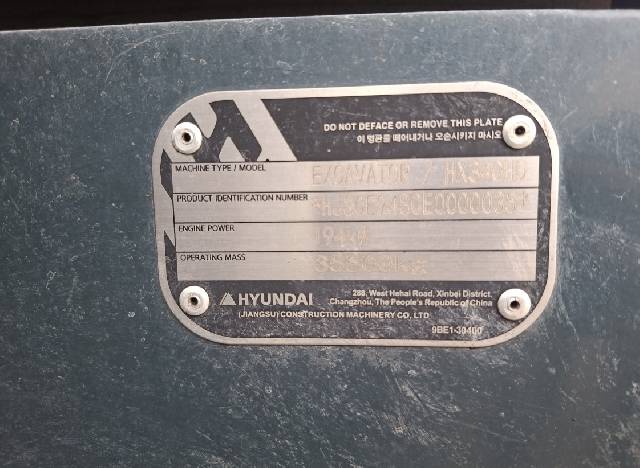 DO NOT DEFACE OR REMOVE THIS PLATE
이 명판을 떼어내거나 오손시키지 마시오
MACHINE TYPE / MODEL EXCAVATOR
PRODUCT IDENTIFICATION NUMBER
ENGINE POWER
OPERATING MASS
HYUNDAI
288, West Hehai Road, Xinbei District,
Changzhou, The People's Republic of China
(JIANGSU) CONSTRUCTION MACHINERY CO., LTD
9BE1-30400